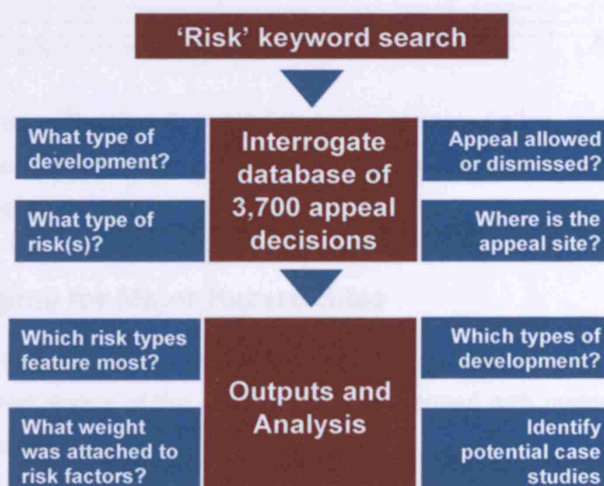 ‘Risk’ keyword search
What type of
development?
What type of
risk(s)?
Interrogate
database of
3,700 appeal
decisions
Appeal allowed
or dismissed?
Where is the
appeal site?
Which risk types
feature most?
What weight
was attached to
risk factors?
Outputs and
Analysis
Which types of
development?
Identify
potential case
studies